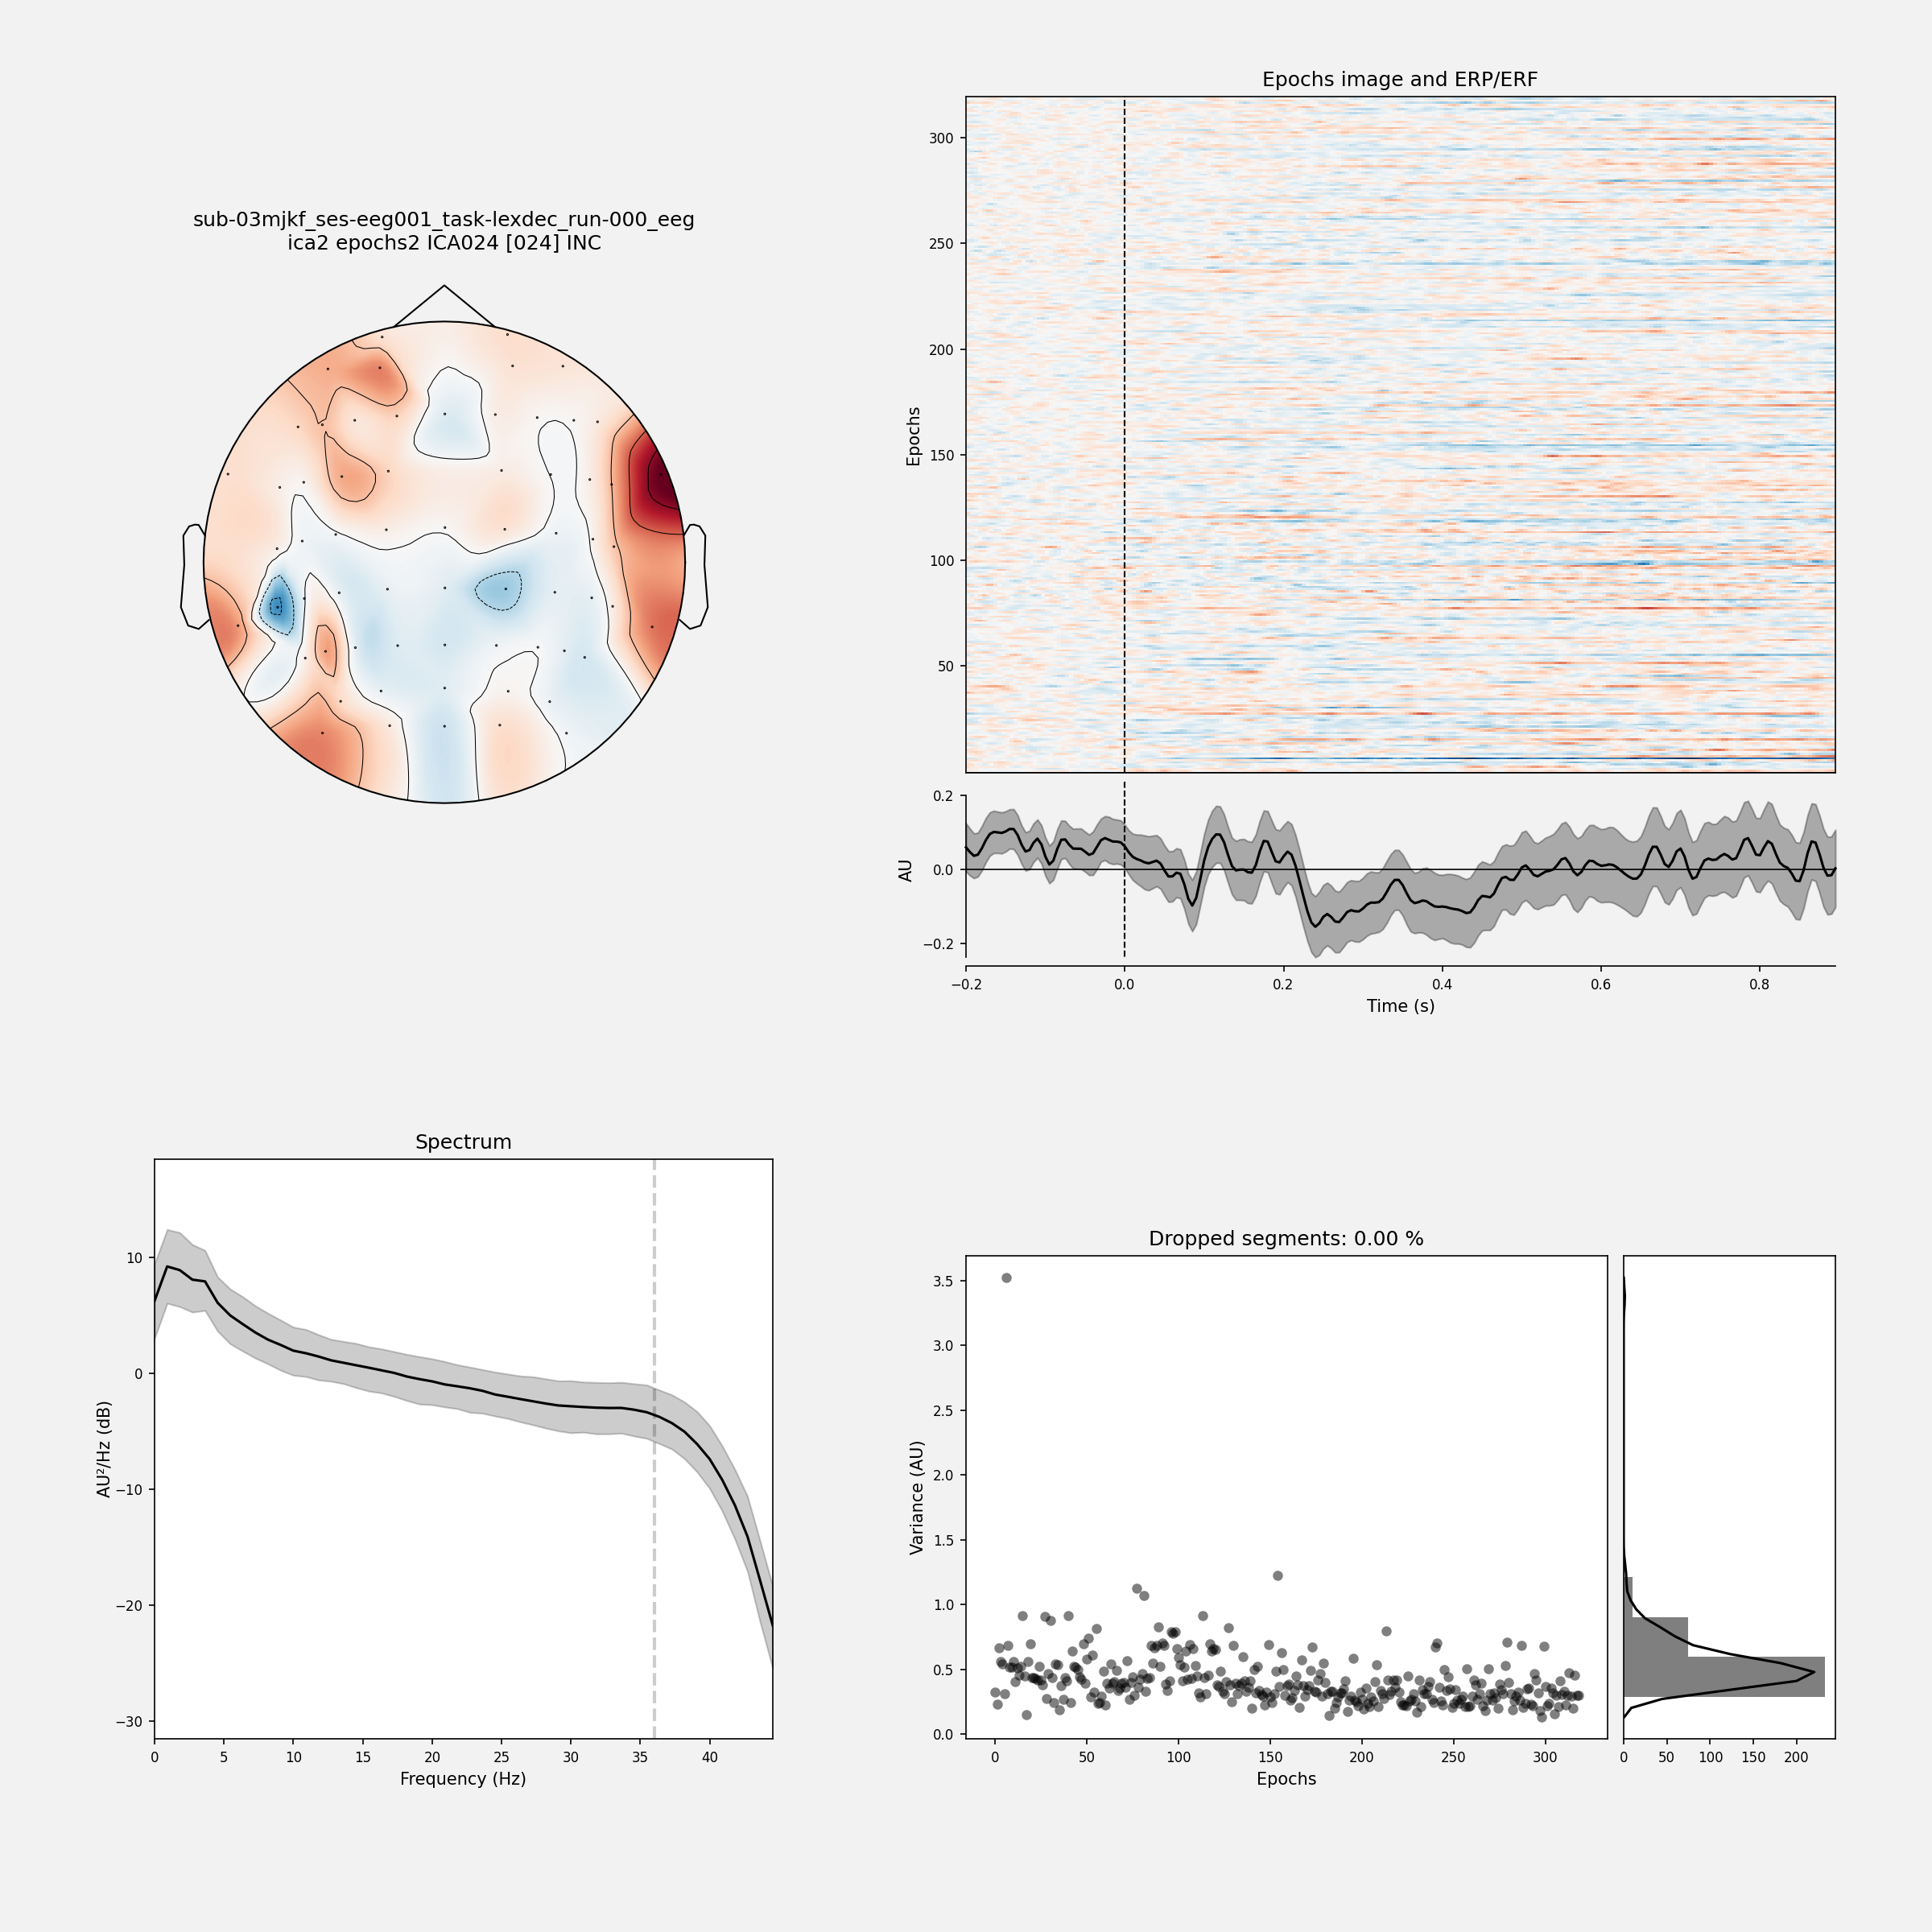 Epochs image and ERP/ERF
sub-03mjkf_ses-eeg001_task-lexdec_run-000_eeg
ica2 epochs2 ICA024 [024] INC
Epochs
300
250
200
150
100
50
AU
0.2
0.0
−0.2
−0.2 0.0 0.2 0.4 0.6 0.8
Time (s)
Spectrum
AU²/Hz (dB)
10
0
−10
−20
−30
0 5 10 15 20 25 30 35 40
Frequency (Hz)
Dropped segments: 0.00 %
Variance (AU)
3.5
3.0
2.5
2.0
1.5
1.0
0.5
0.0
0 50 100 150 200 250 300
Epochs
0 50 100 150 200